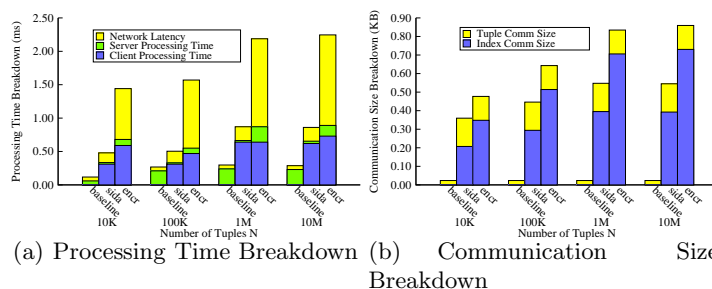 Processing Time Breakdown (ms)
2.50
2.00
1.50
1.00
0.50
0.00
Network Latency
Server Processing Time
Client Processing Time
baseline sida encr baseline sida encr baseline sida encr baseline sida encr
10K 100K 1M 10M
Number of Tuples N
(a) Processing Time Breakdown
Communication Size Breakdown (KB)
0.90
0.80
0.70
0.60
0.50
0.40
0.30
0.20
0.10
0.00
Tuple Comm Size
Index Comm Size
baseline sida encr baseline sida encr baseline sida encr baseline sida encr
10K 100K 1M 10M
Number of Tuples N
(b) Communication Size
Breakdown